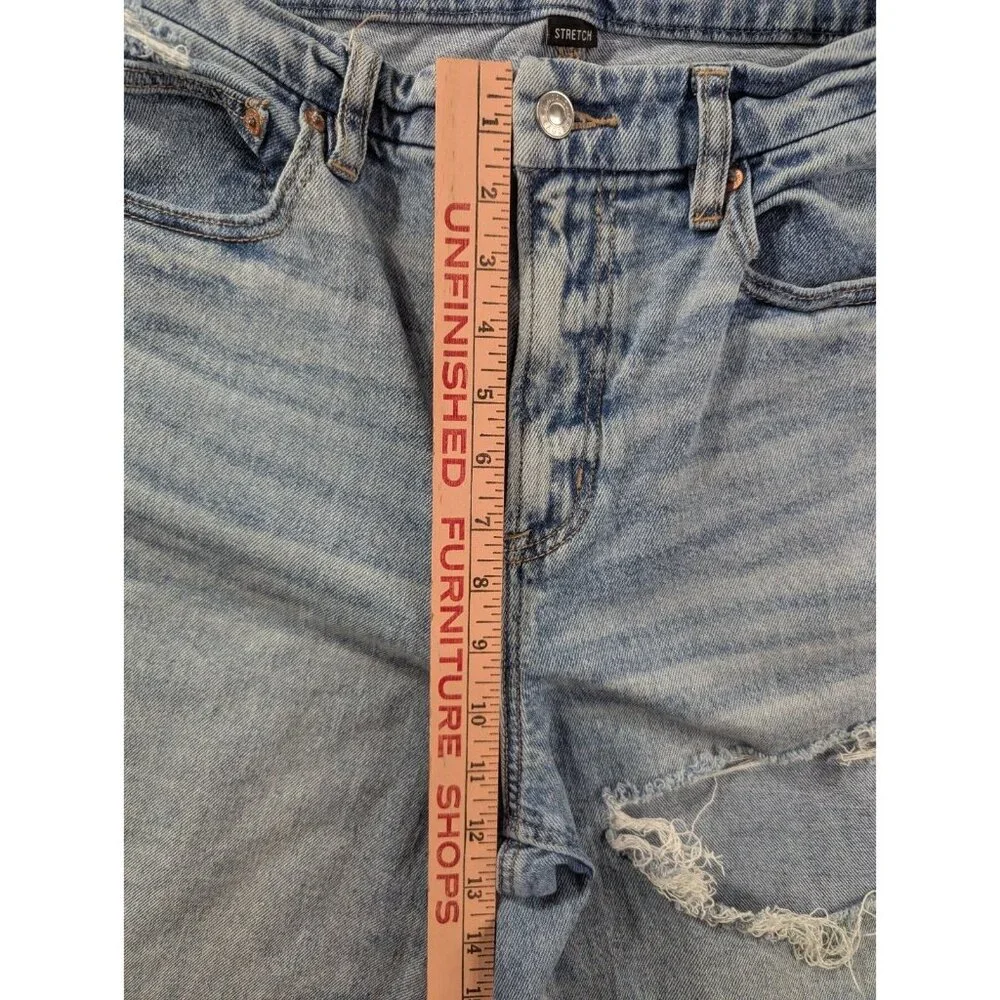 STRETCH
UNFINISHED FURNITURE SHOPS
1 2 3 4 5 6 7 8 9 10 11 12 13 14